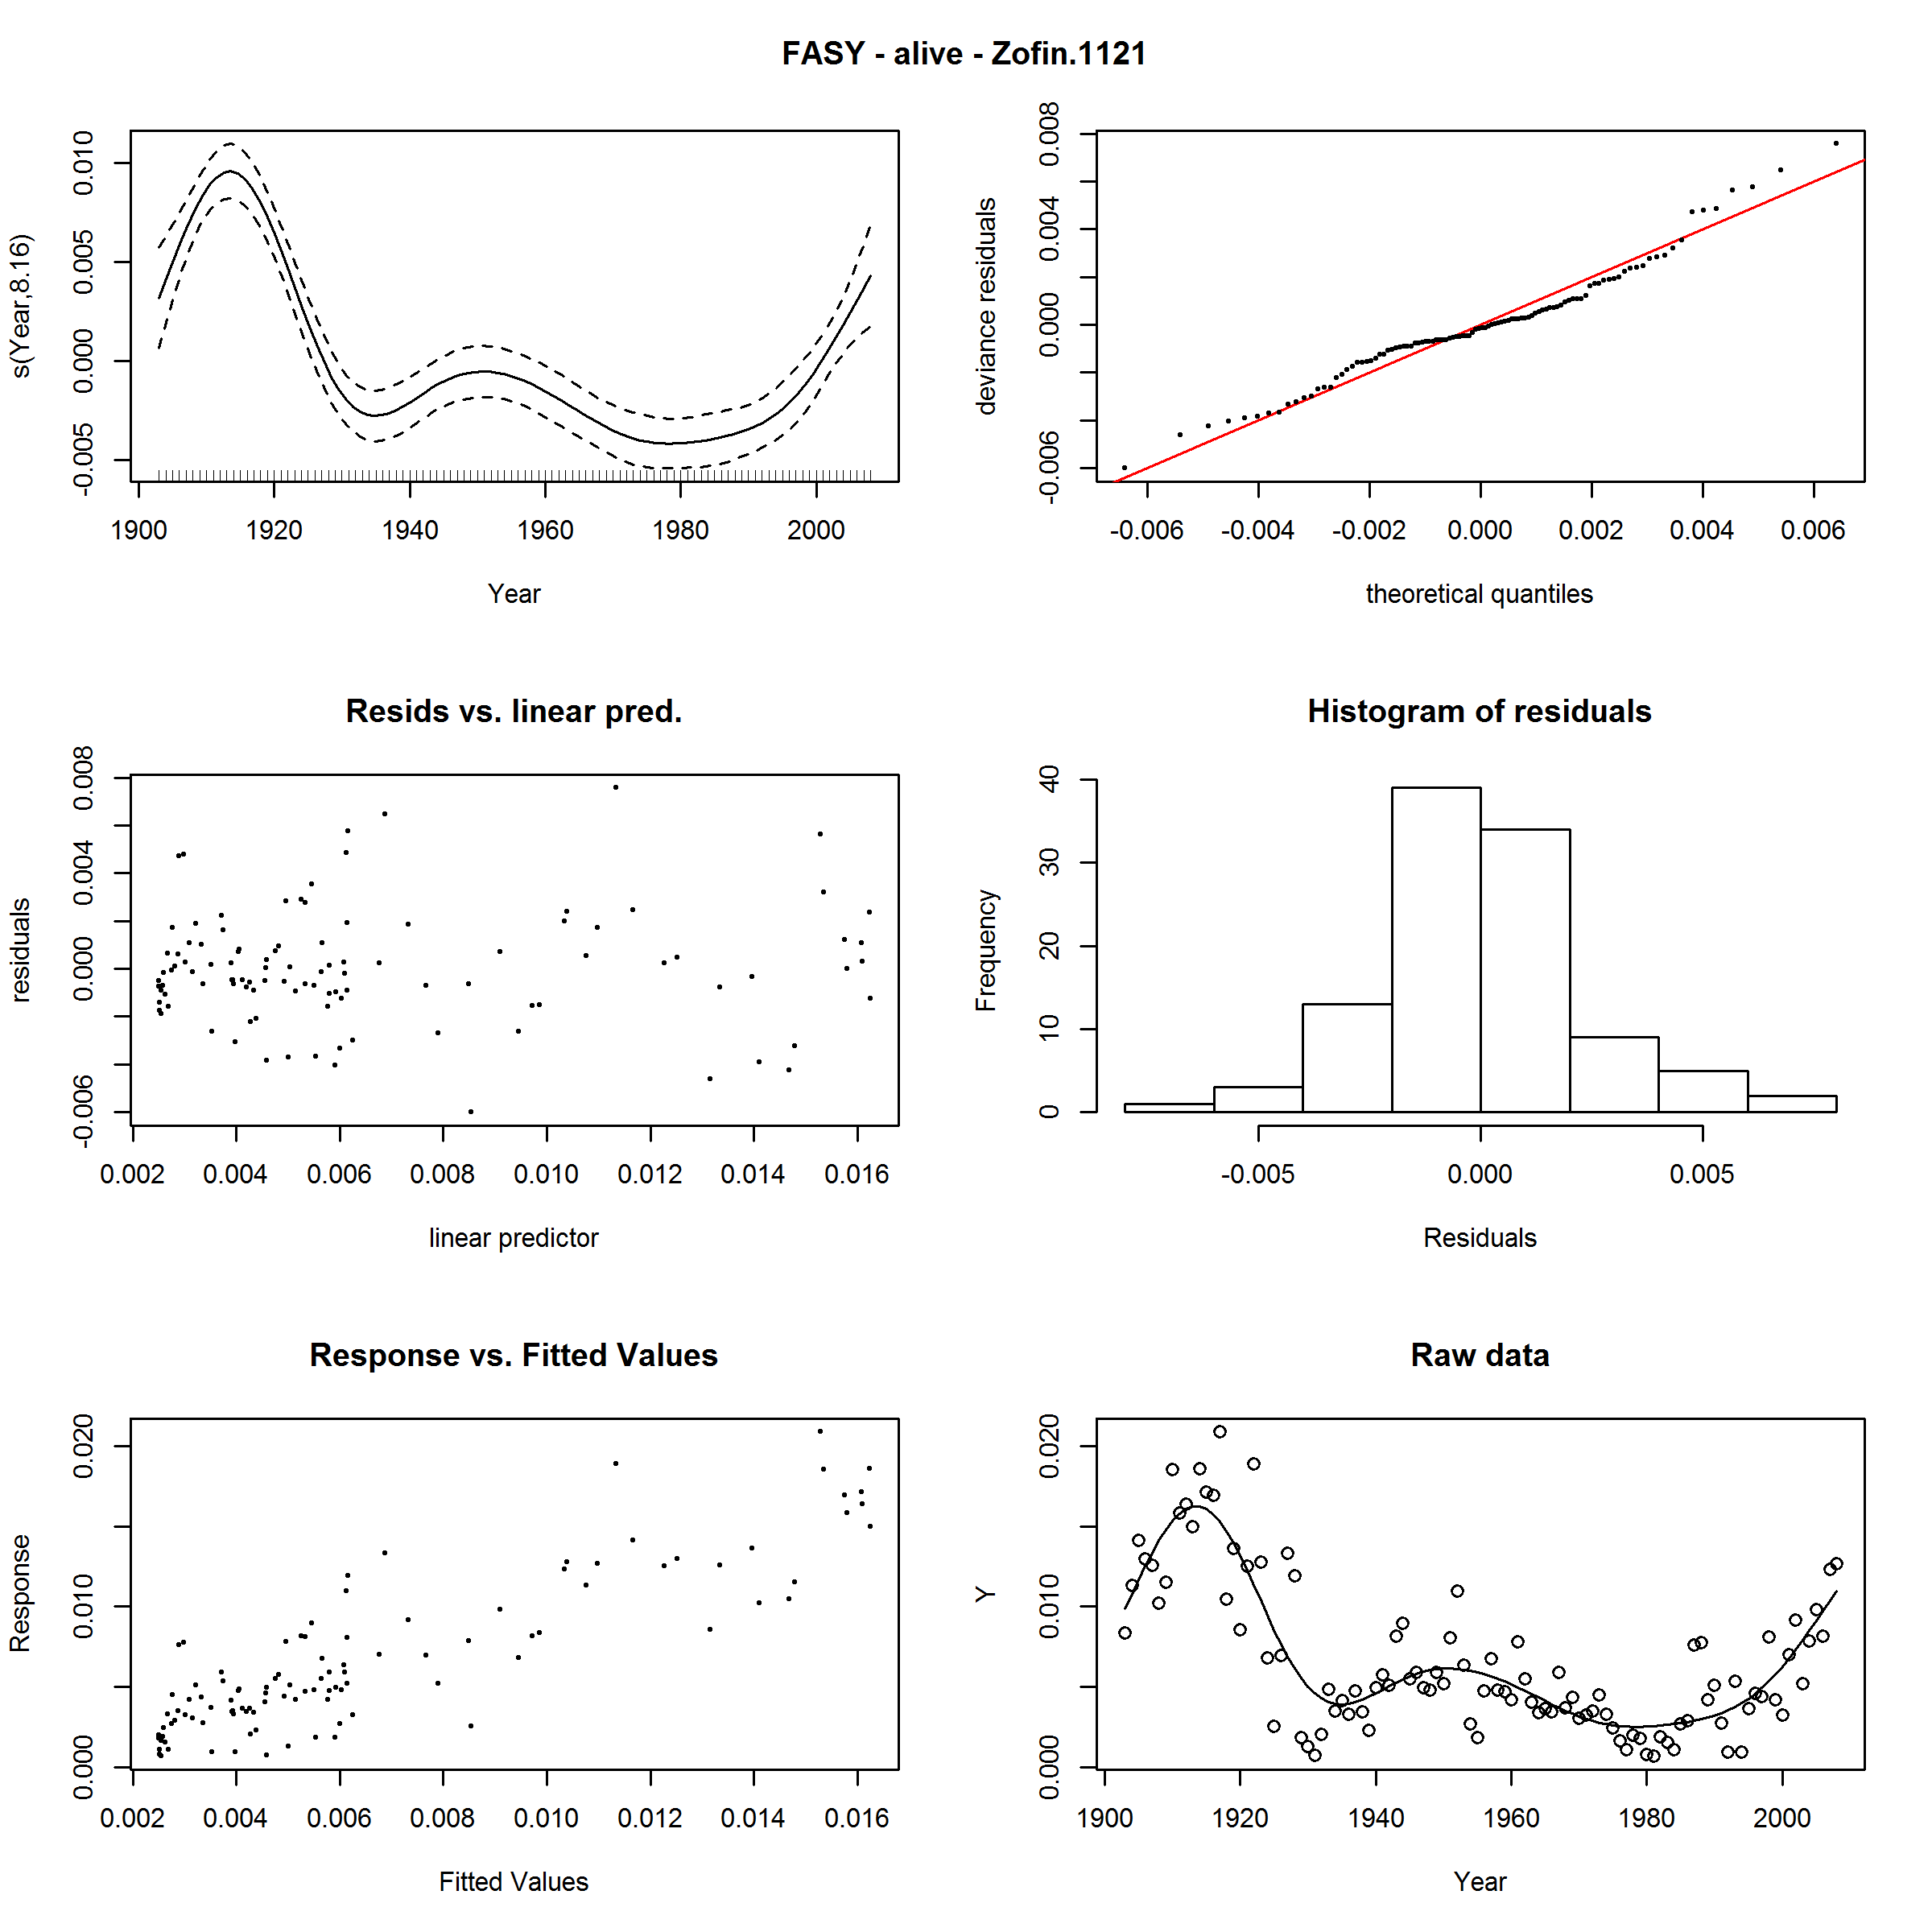 FASY - alive - Zofin.1121
s(Year,8.16)
0.010
0.005
0.000
-0.005
1900 1920 1940 1960 1980 2000
Year
deviance residuals
0.008
0.004
0.000
-0.006
-0.006 -0.004 -0.002 0.000 0.002 0.004 0.006
theoretical quantiles
Resids vs. linear pred.
residuals
0.008
0.004
0.000
-0.006
0.002 0.004 0.006 0.008 0.010 0.012 0.014 0.016
linear predictor
Histogram of residuals
Frequency
40
30
20
10
0
-0.005 0.000 0.005
Residuals
Response vs. Fitted Values
Response
0.020
0.010
0.000
0.002 0.004 0.006 0.008 0.010 0.012 0.014 0.016
Fitted Values
Raw data
Y
0.020
0.010
0.000
1900 1920 1940 1960 1980 2000
Year